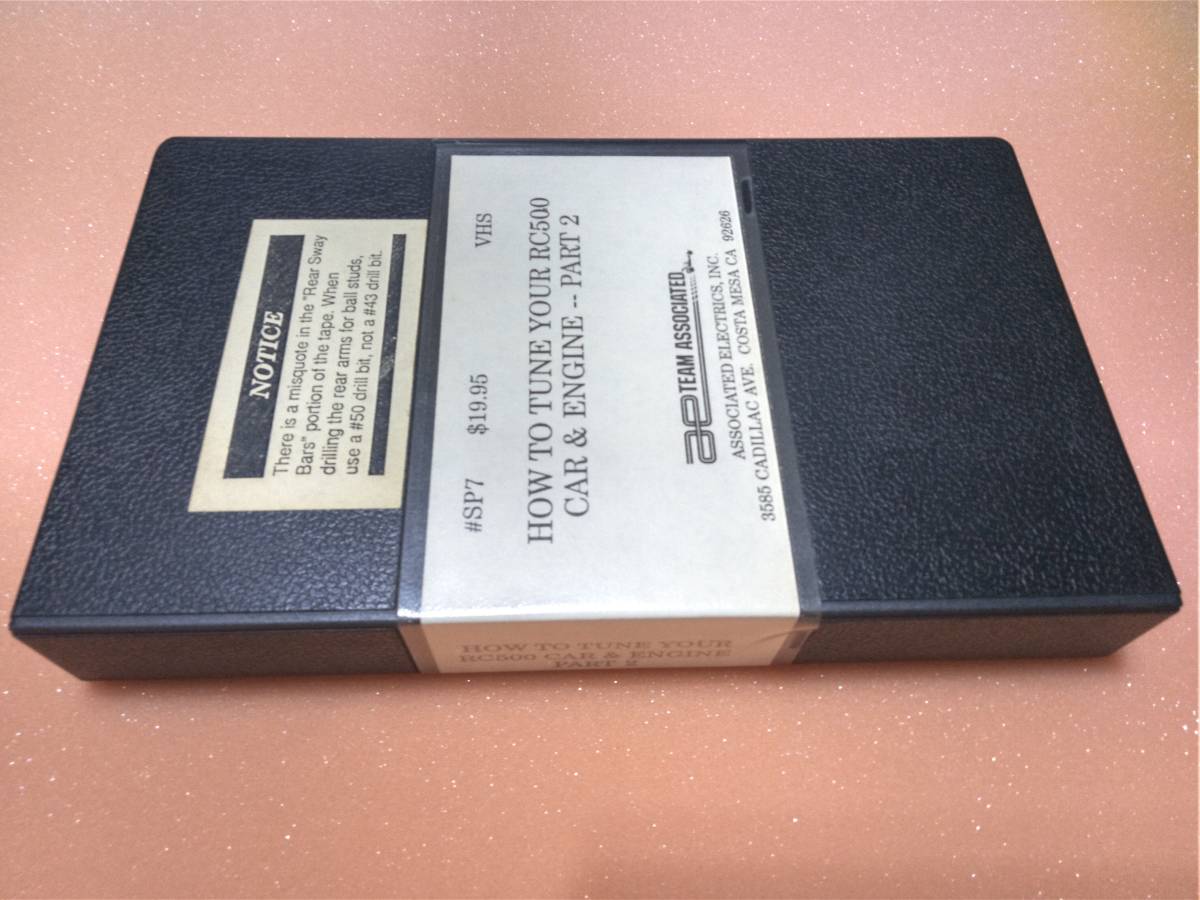 NOTICE
There is a misquote in the "Rear Sway
Bars" portion of the tape. When
drilling the rear arms for ball studs,
use a #50 drill bit, not a #43 drill bit.
#SP7 $19.95 VHS
HOW TO TUNE YOUR RC500
CAR & ENGINE -- PART 2
ae TEAM ASSOCIATED
ASSOCIATED ELECTRICS, INC.
3585 CADILLAC AVE. COSTA MESA CA 92626
HOW TO TUNE YOUR
RC500 CAR & ENGINE
PART 2